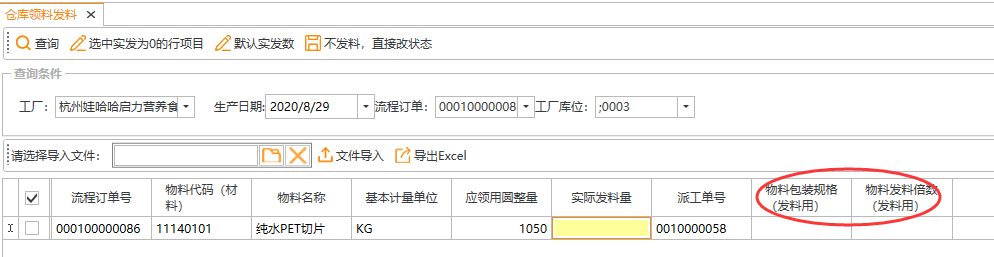 仓库领料发料
查询 选中实发为0的行项目 默认实发数 不发料，直接改状态
查询条件
工厂： 杭州娃哈哈启力营养食 生产日期: 2020/8/29 流程订单： 00010000008 工厂库位： ;0003
请选择导入文件： 文件导入 导出Excel
流程订单号 物料代码（材料） 物料名称 基本计量单位 应领用圆整量 实际发料量 派工单号 物料包装规格（发料用） 物料发料倍数（发料用）
000100000086 11140101 纯水PET切片 KG 1050 0010000058